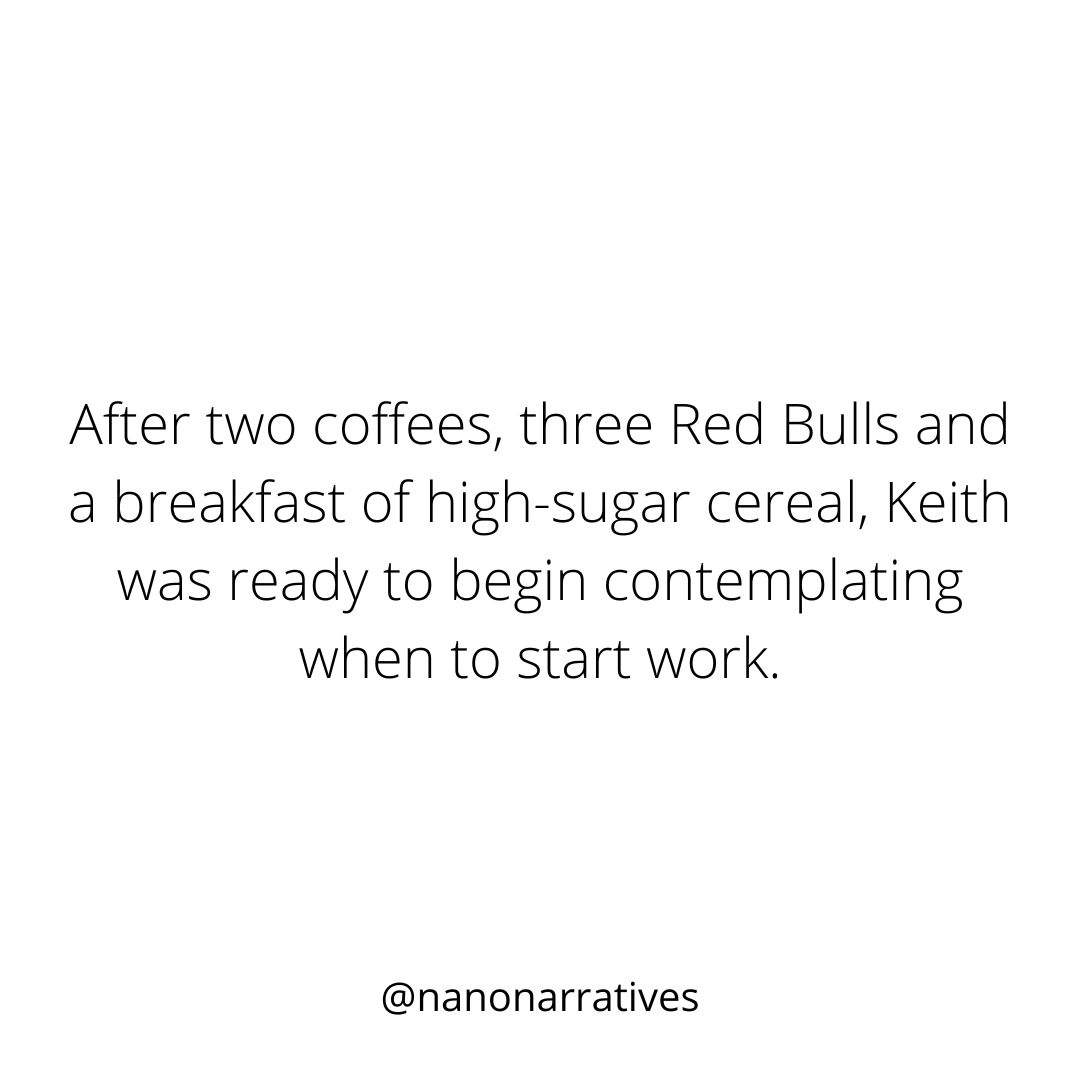 After two coffees, three Red Bulls and
a breakfast of high-sugar cereal, Keith
was ready to begin contemplating
when to start work.
@nanonarratives